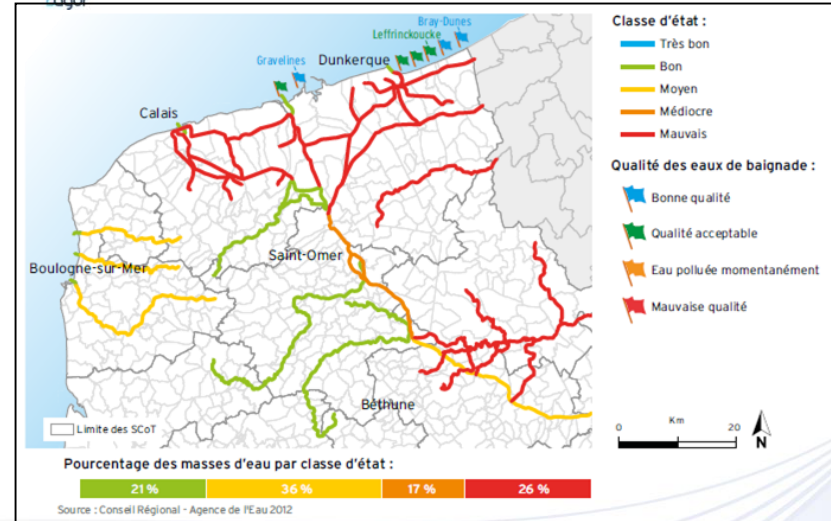 Bray-Dunes
Leffrinckoucke
Gravelines
Dunkerque
Calais
Boulogne-sur-Mer
Saint-Omer
Béthune
Limite des SCoT
Classe d'état :
Très bon
Bon
Moyen
Médiocre
Mauvais
Qualité des eaux de baignade :
Bonne qualité
Qualité acceptable
Eau polluée momentanément
Mauvaise qualité
0 Km 20
N
Pourcentage des masses d'eau par classe d'état :
21 % 36 % 17 % 26 %
Source : Conseil Régional - Agence de l'Eau 2012